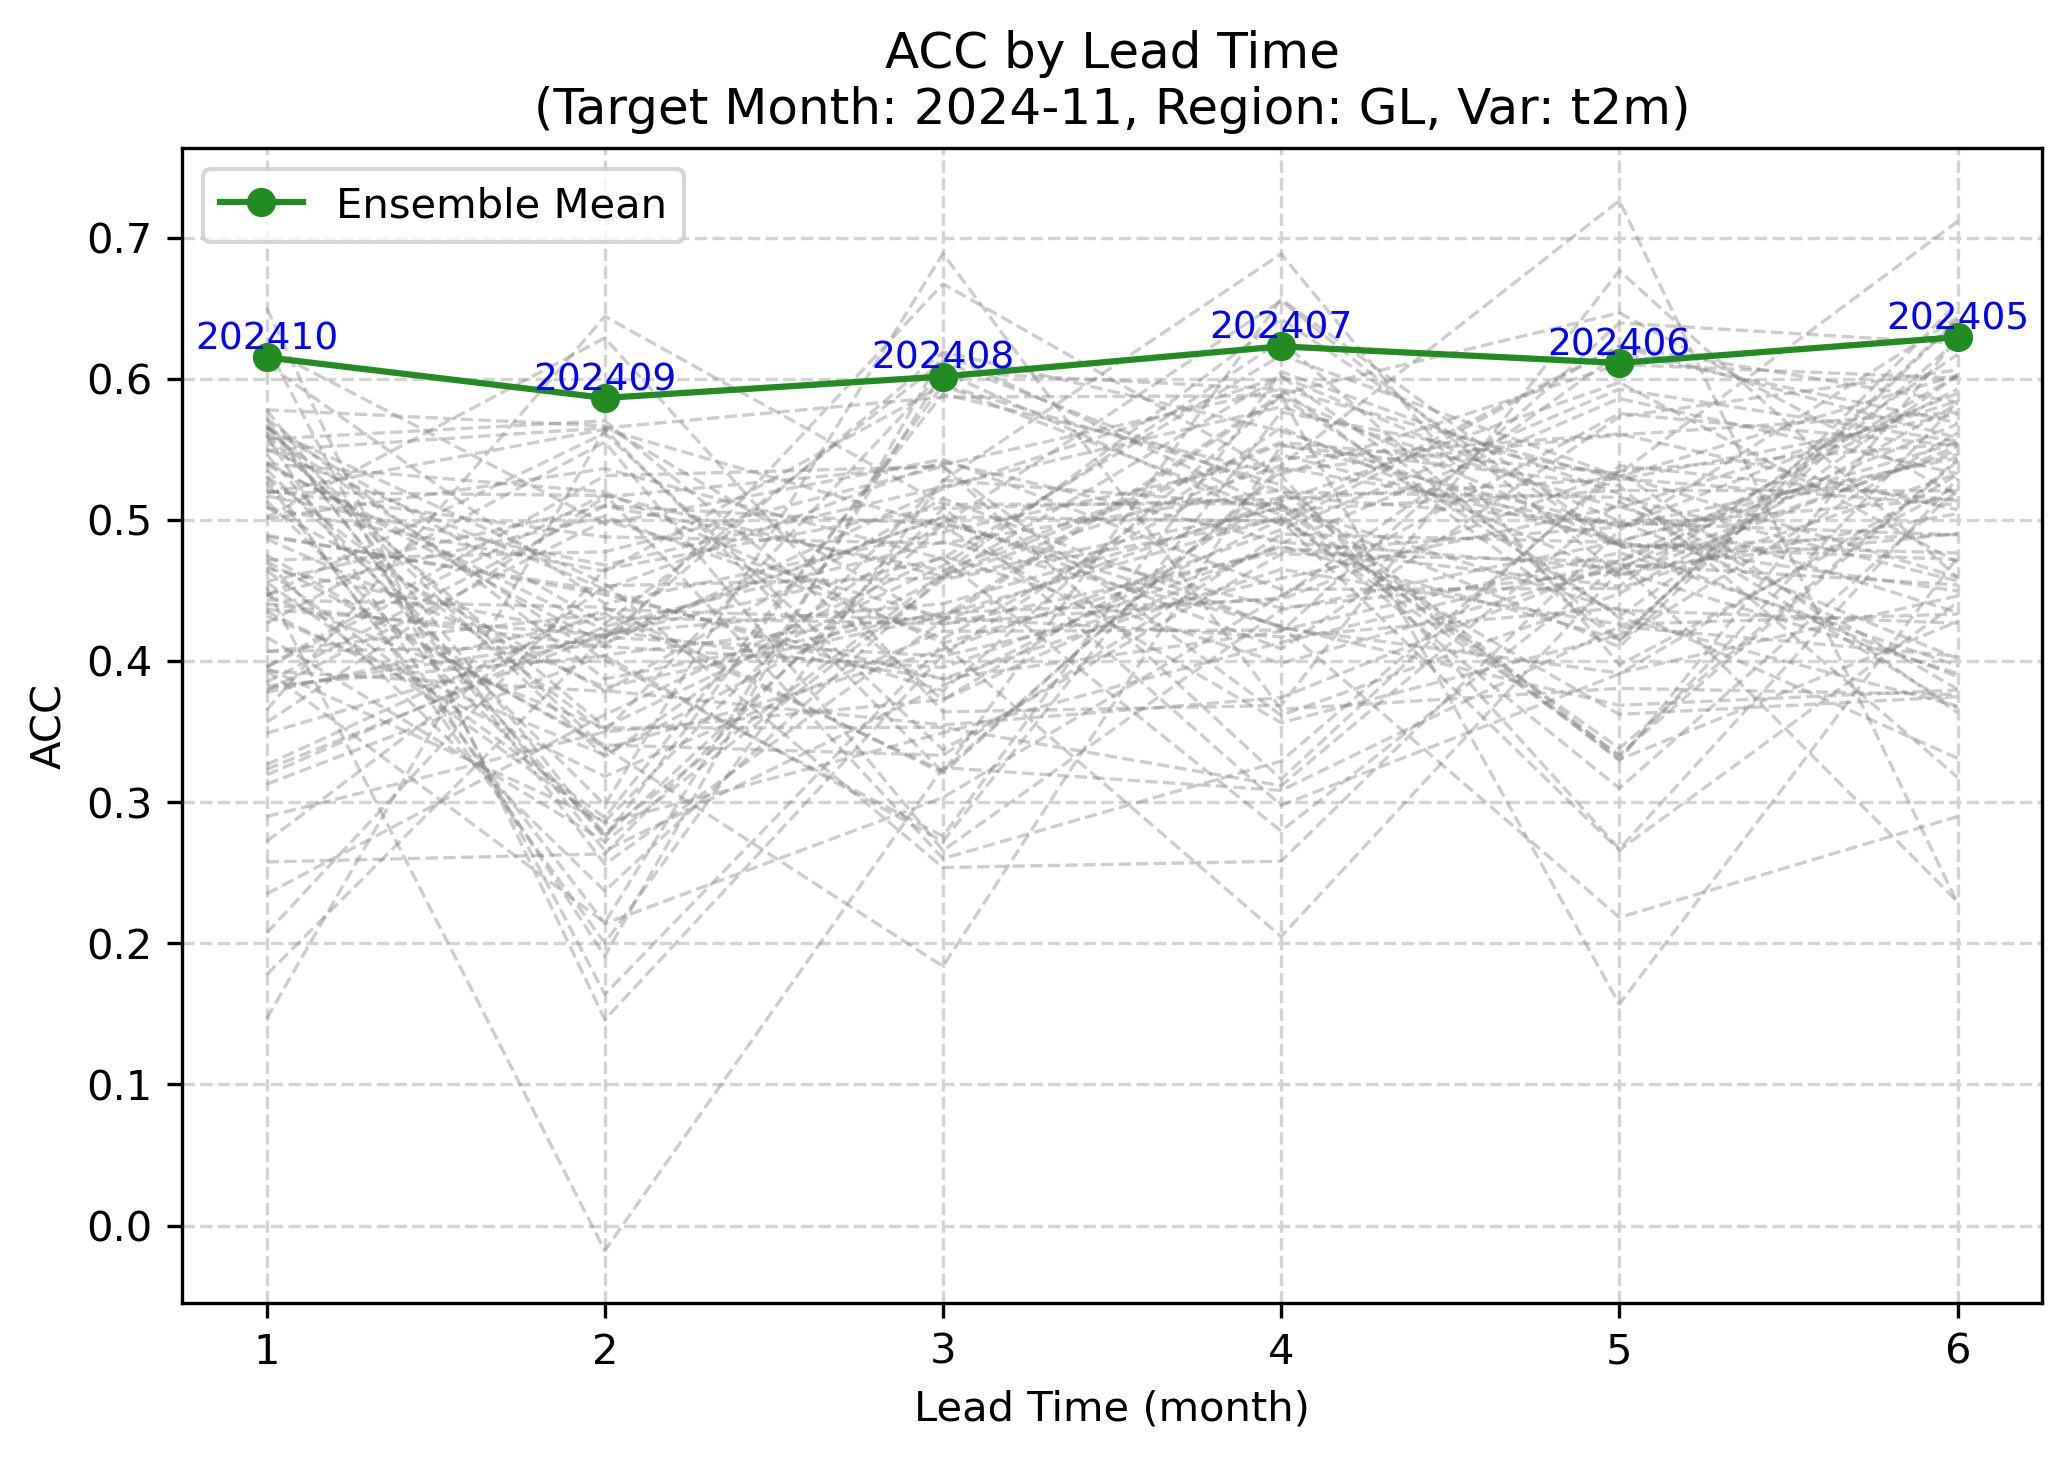 ACC by Lead Time
(Target Month: 2024-11, Region: GL, Var: t2m)
Ensemble Mean
0.7
0.6
0.5
0.4
0.3
0.2
0.1
0.0
ACC
202410
202409
202408
202407
202406
202405
1 2 3 4 5 6
Lead Time (month)